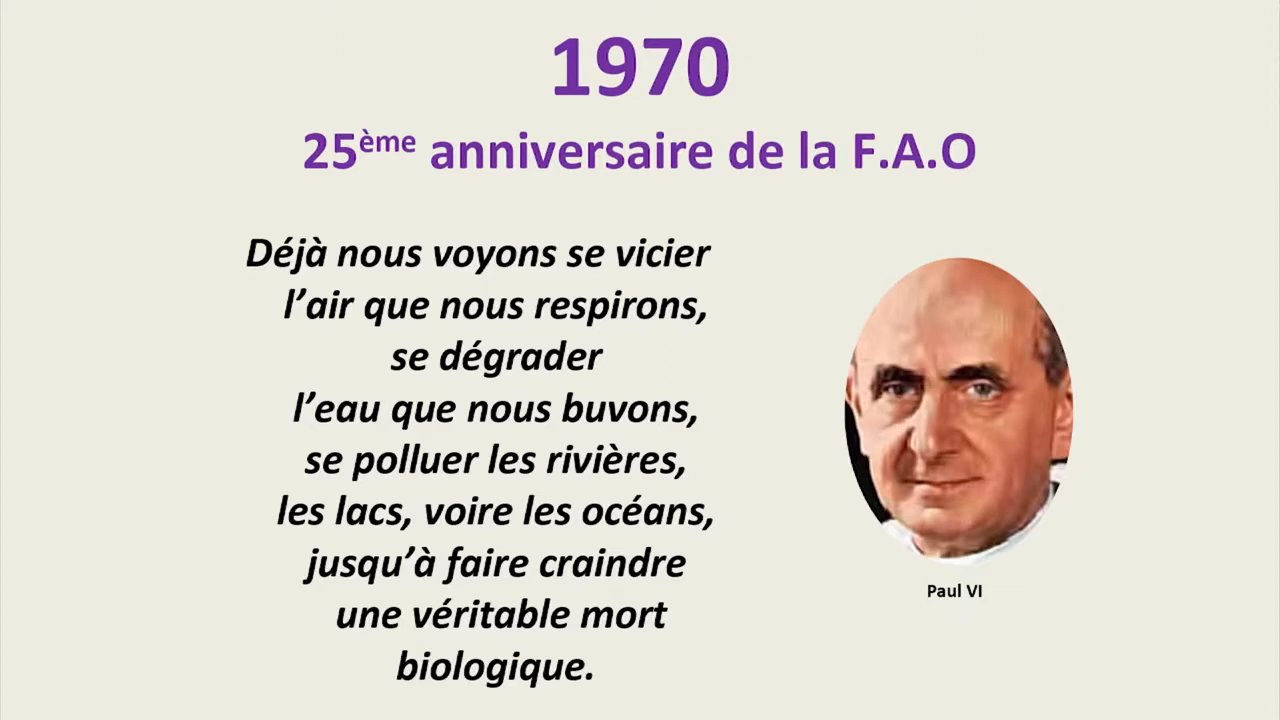 1970
25ème anniversaire de la F.A.O
Déjà nous voyons se vicier
l’air que nous respirons,
se dégrader
l’eau que nous buvons,
se polluer les rivières,
les lacs, voire les océans,
jusqu’à faire craindre
une véritable mort
biologique.
Paul VI